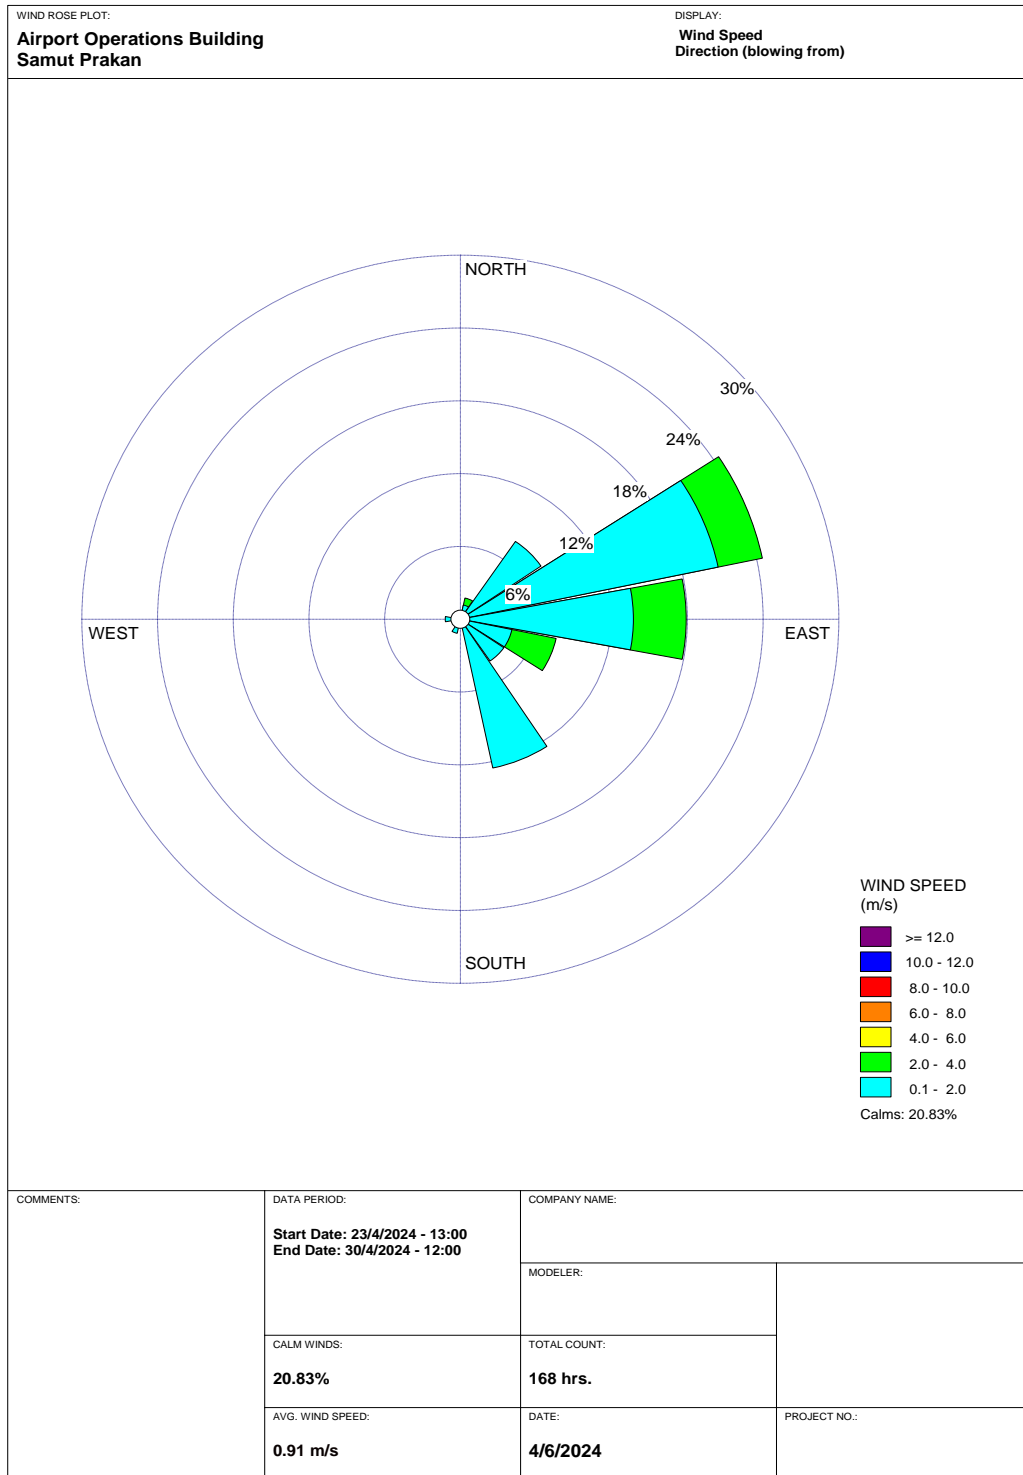 WIND ROSE PLOT:
Airport Operations Building
Samut Prakan
DISPLAY:
Wind Speed
Direction (blowing from)
NORTH
30%
24%
18%
12%
6%
WEST
EAST
SOUTH
WIND SPEED
(m/s)
>= 12.0
10.0 - 12.0
8.0 - 10.0
6.0 - 8.0
4.0 - 6.0
2.0 - 4.0
0.1 - 2.0
Calms: 20.83%
COMMENTS:
DATA PERIOD:
Start Date: 23/4/2024 - 13:00
End Date: 30/4/2024 - 12:00
COMPANY NAME:
MODELER:
CALM WINDS:
20.83%
TOTAL COUNT:
168 hrs.
AVG. WIND SPEED:
0.91 m/s
DATE:
4/6/2024
PROJECT NO.: